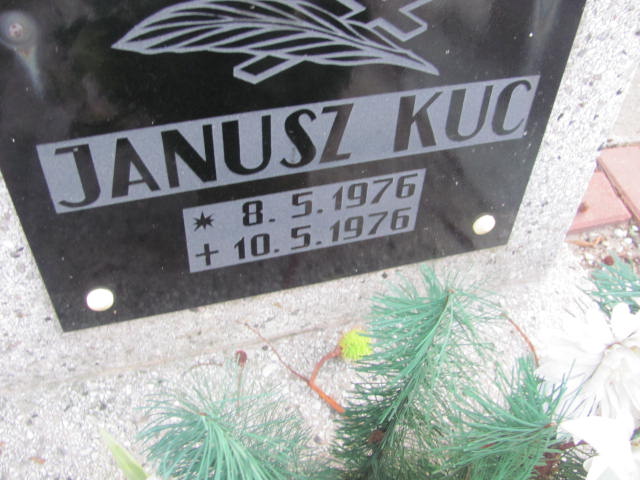 JANUSZ KUC
* 8. 5. 1976
+ 10. 5. 1976